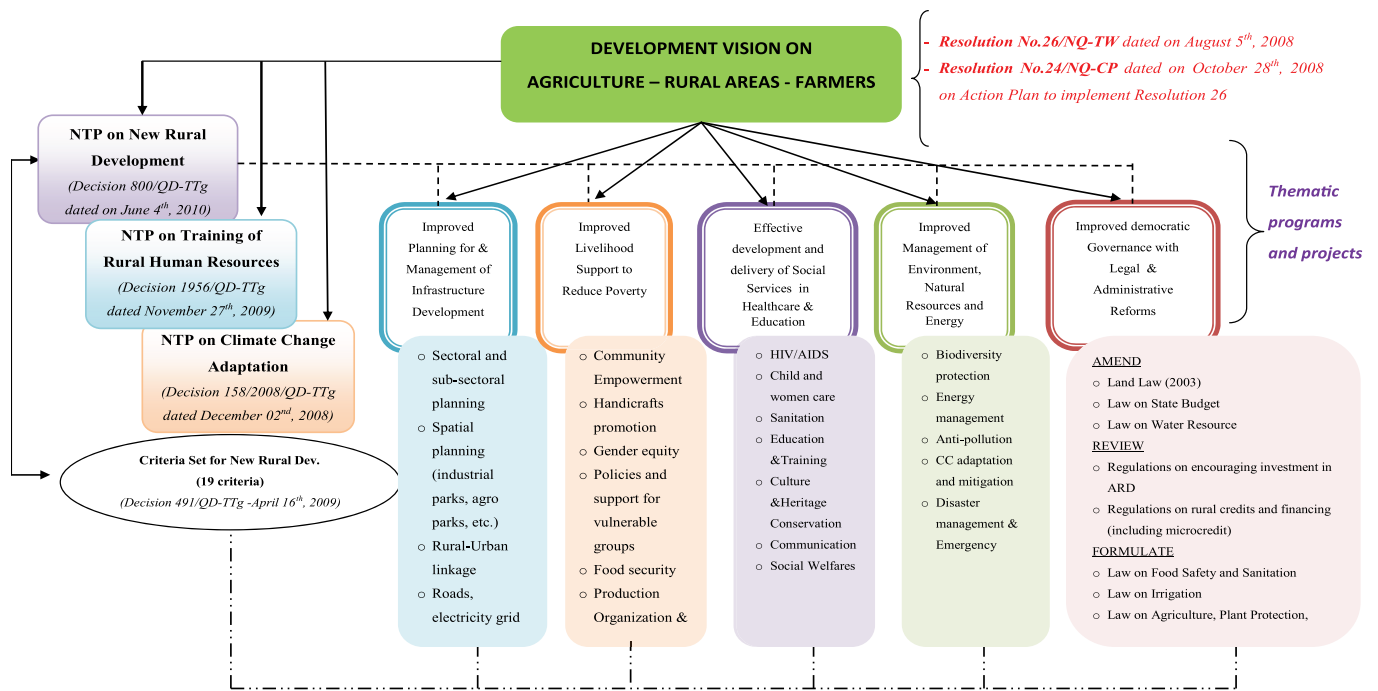 DEVELOPMENT VISION ON
AGRICULTURE – RURAL AREAS - FARMERS
- Resolution No.26/NQ-TW dated on August 5th, 2008
- Resolution No.24/NQ-CP dated on October 28th, 2008
on Action Plan to implement Resolution 26
NTP on New Rural
Development
(Decision 800/QD-TTg
dated on June 4th, 2010)
NTP on Training of
Rural Human Resources
(Decision 1956/QD-TTg
dated November 27th, 2009)
NTP on Climate Change
Adaptation
(Decision 158/2008/QD-TTg
dated December 02nd, 2008)
Criteria Set for New Rural Dev.
(19 criteria)
(Decision 491/QD-TTg -April 16th, 2009)
Improved
Planning for &
Management of
Infrastructure
Development
Improved
Livelihood
Support to
Reduce Poverty
Effective
development and
delivery of Social
Services in
Healthcare &
Education
Improved
Management of
Environment,
Natural
Resources and
Energy
Improved democratic
Governance with
Legal &
Administrative
Reforms
Thematic
programs
and projects
o Sectoral and
sub-sectoral
planning
o Spatial
planning
(industrial
parks, agro
parks, etc.)
o Rural-Urban
linkage
o Roads,
electricity grid
o Community
Empowerment
o Handicrafts
promotion
o Gender equity
o Policies and
support for
vulnerable
groups
o Food security
o Production
Organization &
o HIV/AIDS
o Child and
women care
o Sanitation
o Education
&Training
o Culture
&Heritage
Conservation
o Communication
o Social Welfares
o Biodiversity
protection
o Energy
management
o Anti-pollution
o CC adaptation
and mitigation
o Disaster
management &
Emergency
AMEND
o Land Law (2003)
o Law on State Budget
o Law on Water Resource
REVIEW
o Regulations on encouraging investment in
ARD
o Regulations on rural credits and financing
(including microcredit)
FORMULATE
o Law on Food Safety and Sanitation
o Law on Irrigation
o Law on Agriculture, Plant Protection,